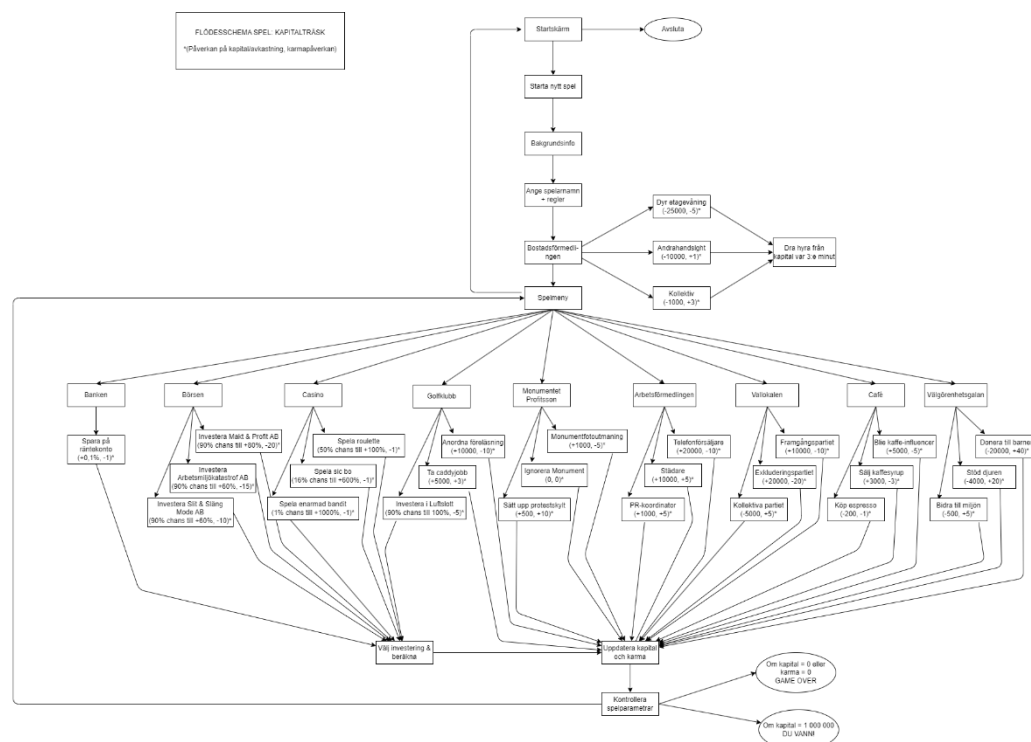 FLÖDESSCHEMA SPEL: KAPITALTRÄSK
*(Påverkan på kapital/avkastning, karmapåverkan)
Startskärm
Avsluta
Starta nytt spel
Bakgrundsinfo
Ange spelarnamn
+ regler
Bostadsförmedli-
ngen
Dyr etagevåning
(-25000, -5)*
Andrahandslght
(-10000, +1)*
Kollektiv
(-1000, +3)*
Dra hyra från
kapital var 3:e minut
Spelmeny
Banken
Börsen
Casino
Golfklubb
Monumentet
Profitsson
Arbetsförmedlingen
Vallokalen
Café
Välgörenhetsgalan
Spara på
räntekonto
(+0,1%, -1)*
Investera Makt & Profit AB
(90% chans till +60%, -20)*
Investera
Arbetsmiljökatastrof AB
(90% chans till +60%, -15)*
Investera Slit & Släng
Mode AB
(90% chans till +60%, -10)*
Spela roulette
(50% chans till +100%, -1)*
Spela sic bo
(16% chans till +600%, -1)*
Spela enarmad bandit
(1% chans till +1000%, -1)*
Anordna föreläsning
(+10000, -10)*
Ta caddyjobb
(+5000, +3)*
Investera i Luftslott
(90% chans till 100%, -5)*
Monumentfotoutmaning
(+1000, -5)*
Ignorera Monument
(0, 0)*
Sätt upp protestskylt
(+500, +10)*
Telefonförsäljare
(+20000, -10)*
Städare
(+10000, +5)*
PR-koordinator
(+1000, +5)*
Framgångspartiet
(+10000, -10)*
Exkluderingspartiet
(+20000, -20)*
Kollektiva partiet
(-5000, +5)*
Blie kaffe-influencer
(+5000, -5)*
Sälj kaffesyrup
(+3000, -3)*
Köp espresso
(-200, -1)*
Donera till barnen
(-20000, +40)*
Stöd djuren
(-4000, +20)*
Bidra till miljön
(-500, +5)*
Välj investering &
beräkna
Uppdatera kapital
och karma
Kontrollera
spelparametrar
Om kapital = 0 eller
karma = 0
GAME OVER
Om kapital = 1 000 000
DU VANN!